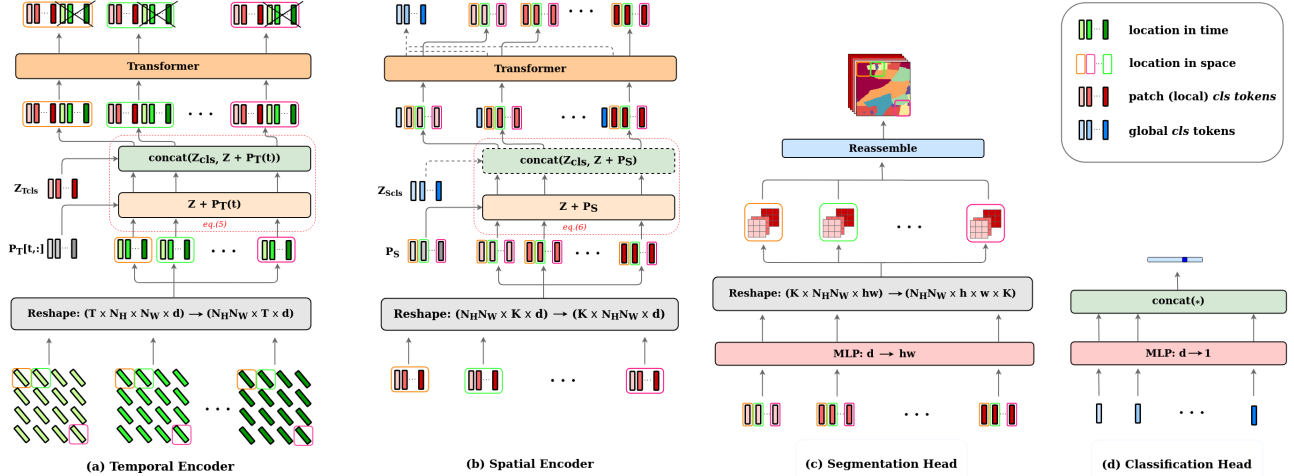 Transformer
concat(Zcls, Z + PT(t))
ZTcls
Z + PT(t)
eq.(5)
PT[t,:]
Reshape: (T x NH x NW x d) → (NHNW x T x d)
(a) Temporal Encoder
Transformer
concat(Zcls, Z + PS)
ZScls
Z + PS
eq.(6)
PS
Reshape: (NHNW x K x d) → (K x NHNW x d)
(b) Spatial Encoder
Reassemble
Reshape: (K x NHNW x hw) → (NHNW x h x w x K)
MLP: d → hw
(c) Segmentation Head
location in time
location in space
patch (local) cls tokens
global cls tokens
concat(*)
MLP: d → 1
(d) Classification Head